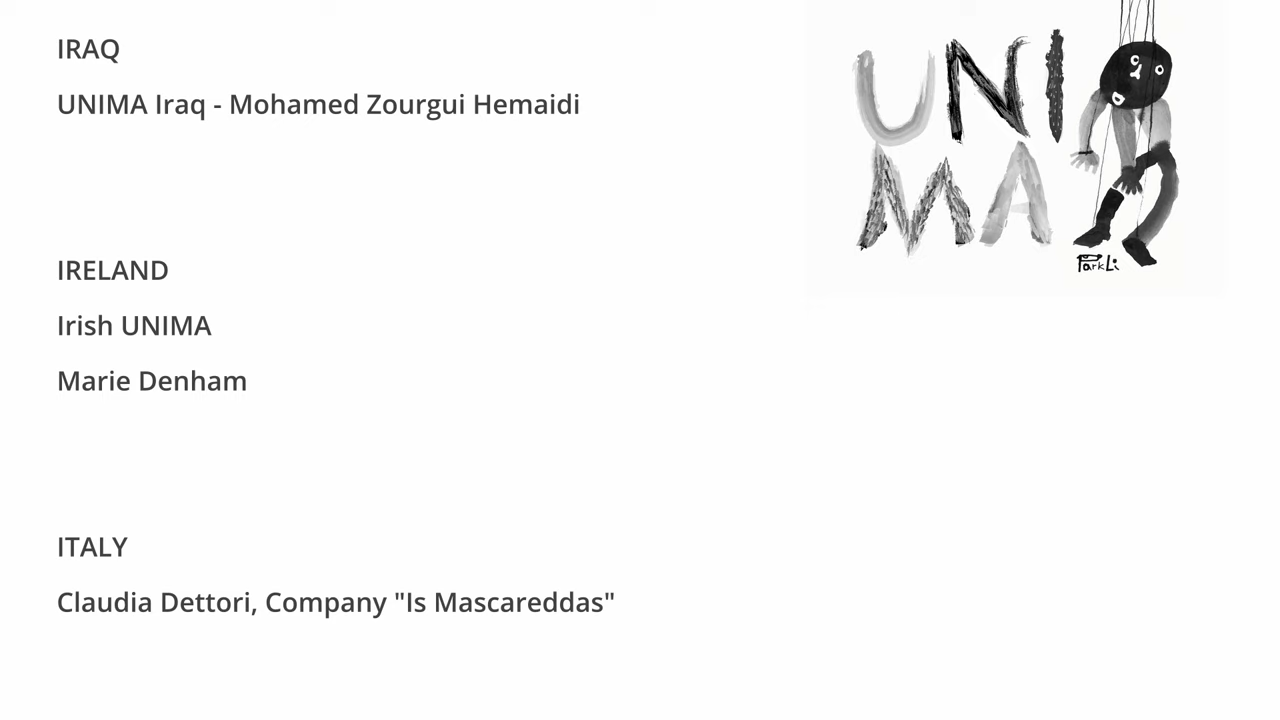 IRAQ
UNIMA Iraq - Mohamed Zourgui Hemaidi
IRELAND
Irish UNIMA
Marie Denham
ITALY
Claudia Dettori, Company "Is Mascareddas"
UNI
MA
ParkLi